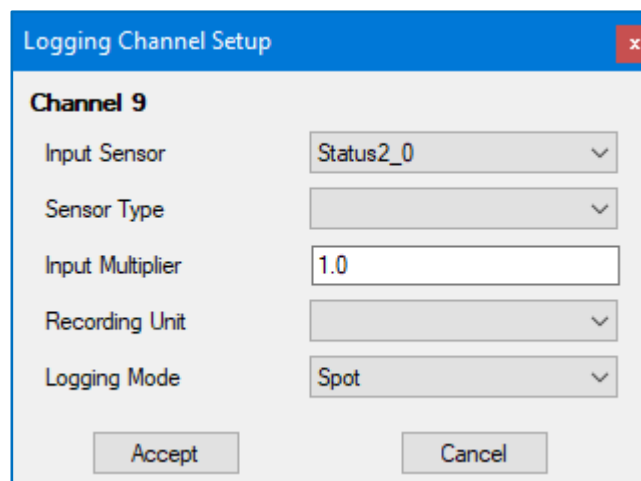 Logging Channel Setup
x
Channel 9
Input Sensor Status2_0
Sensor Type
Input Multiplier 1.0
Recording Unit
Logging Mode Spot
Accept Cancel